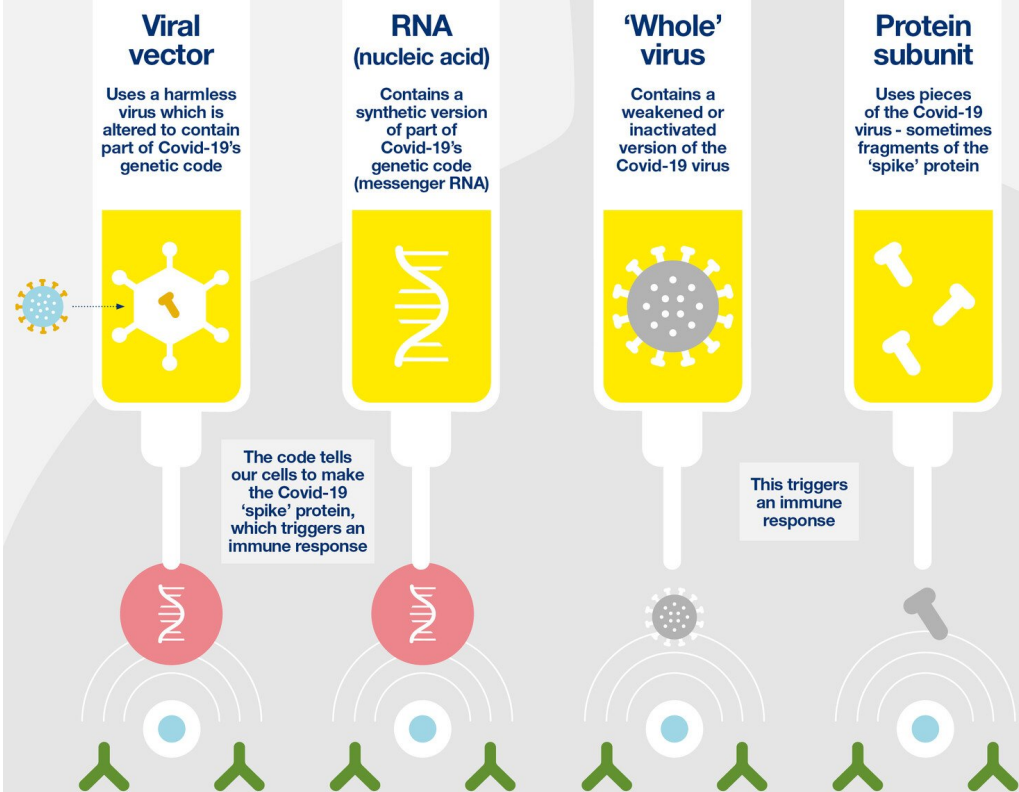 Viral
vector
Uses a harmless
virus which is
altered to contain
part of Covid-19's
genetic code
RNA
(nucleic acid)
Contains a
synthetic version
of part of
Covid-19's
genetic code
(messenger RNA)
‘Whole’
virus
Contains a
weakened or
inactivated
version of the
Covid-19 virus
Protein
subunit
Uses pieces
of the Covid-19
virus - sometimes
fragments of the
‘spike’ protein
The code tells
our cells to make
the Covid-19
‘spike’ protein,
which triggers an
immune response
This triggers
an immune
response